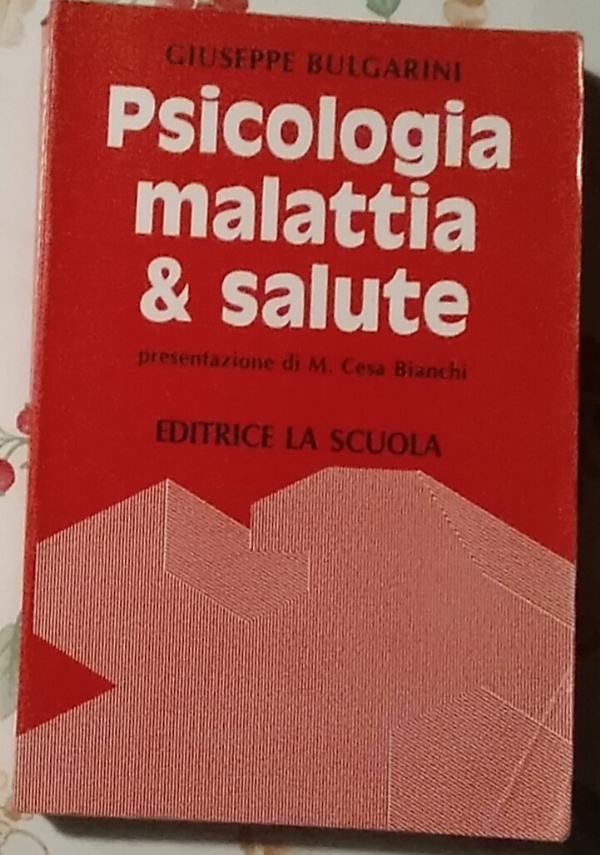 GIUSEPPE BULGARINI
Psicologia
malattia
& salute
presentazione di M. Cesa Bianchi
EDITRICE LA SCUOLA